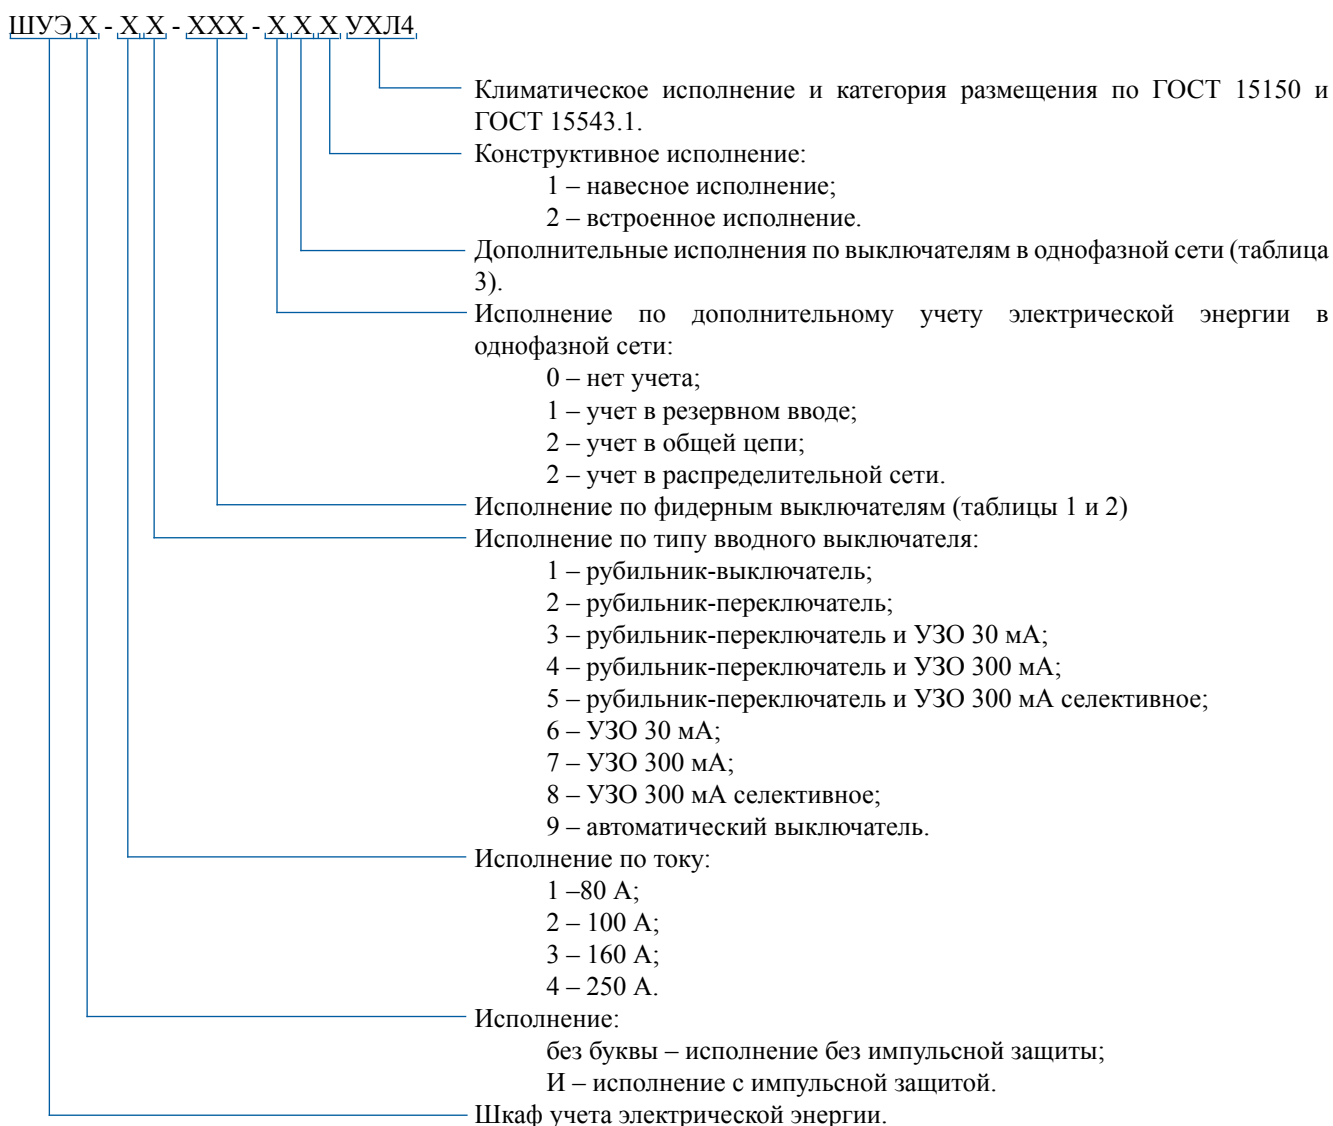 ШУЭ Х - Х Х - ХХХ - Х Х Х УХЛ4
Климатическое исполнение и категория размещения по ГОСТ 15150 и
ГОСТ 15543.1.
Конструктивное исполнение:
1 – навесное исполнение;
2 – встроенное исполнение.
Дополнительные исполнения по выключателям в однофазной сети (таблица
3).
Исполнение по дополнительному учету электрической энергии в
однофазной сети:
0 – нет учета;
1 – учет в резервном вводе;
2 – учет в общей цепи;
2 – учет в распределительной сети.
Исполнение по фидерным выключателям (таблицы 1 и 2)
Исполнение по типу вводного выключателя:
1 – рубильник-выключатель;
2 – рубильник-переключатель;
3 – рубильник-переключатель и УЗО 30 мА;
4 – рубильник-переключатель и УЗО 300 мА;
5 – рубильник-переключатель и УЗО 300 мА селективное;
6 – УЗО 30 мА;
7 – УЗО 300 мА;
8 – УЗО 300 мА селективное;
9 – автоматический выключатель.
Исполнение по току:
1 –80 А;
2 – 100 А;
3 – 160 А;
4 – 250 А.
Исполнение:
без буквы – исполнение без импульсной защиты;
И – исполнение с импульсной защитой.
Шкаф учета электрической энергии.